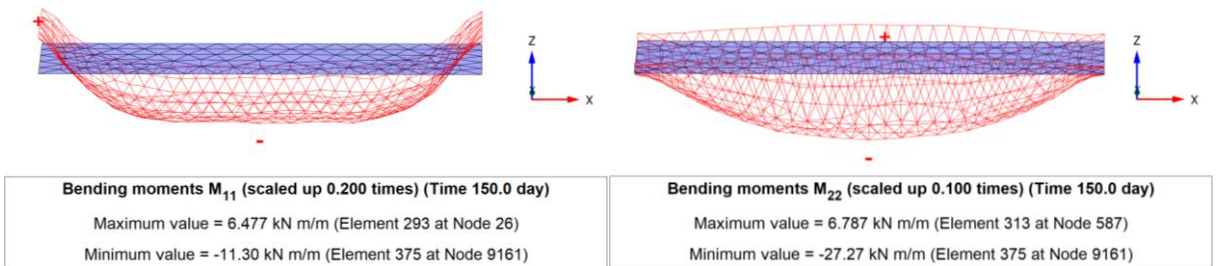 +
Z
X
-
+
Z
X
-
Bending moments M₁₁ (scaled up 0.200 times) (Time 150.0 day)
Maximum value = 6.477 kN m/m (Element 293 at Node 26)
Minimum value = -11.30 kN m/m (Element 375 at Node 9161)
Bending moments M₂₂ (scaled up 0.100 times) (Time 150.0 day)
Maximum value = 6.787 kN m/m (Element 313 at Node 587)
Minimum value = -27.27 kN m/m (Element 375 at Node 9161)